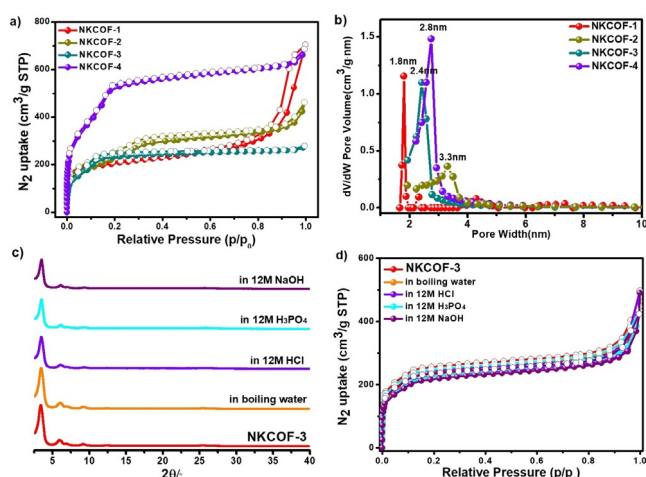 a)
NKCOF-1
NKCOF-2
NKCOF-3
NKCOF-4
N₂ uptake (cm³/g STP)
800
600
400
200
0
0.0 0.2 0.4 0.6 0.8 1.0
Relative Pressure (p/p₀)
b)
NKCOF-1
NKCOF-2
NKCOF-3
NKCOF-4
2.8nm
1.8nm
2.4nm
3.3nm
dV/dW Pore Volume(cm³/g·nm)
1.5
1.0
0.5
0.0
2 4 6 8 10
Pore Width(nm)
c)
in 12M NaOH
in 12M H₃PO₄
in 12M HCl
in boiling water
NKCOF-3
5 10 15 20 25 30 35 40
2θ/
d)
NKCOF-3
in boiling water
in 12M HCl
in 12M H₃PO₄
in 12M NaOH
N₂ uptake (cm³/g STP)
600
400
200
0
0.0 0.2 0.4 0.6 0.8 1.0
Relative Pressure (p/p )